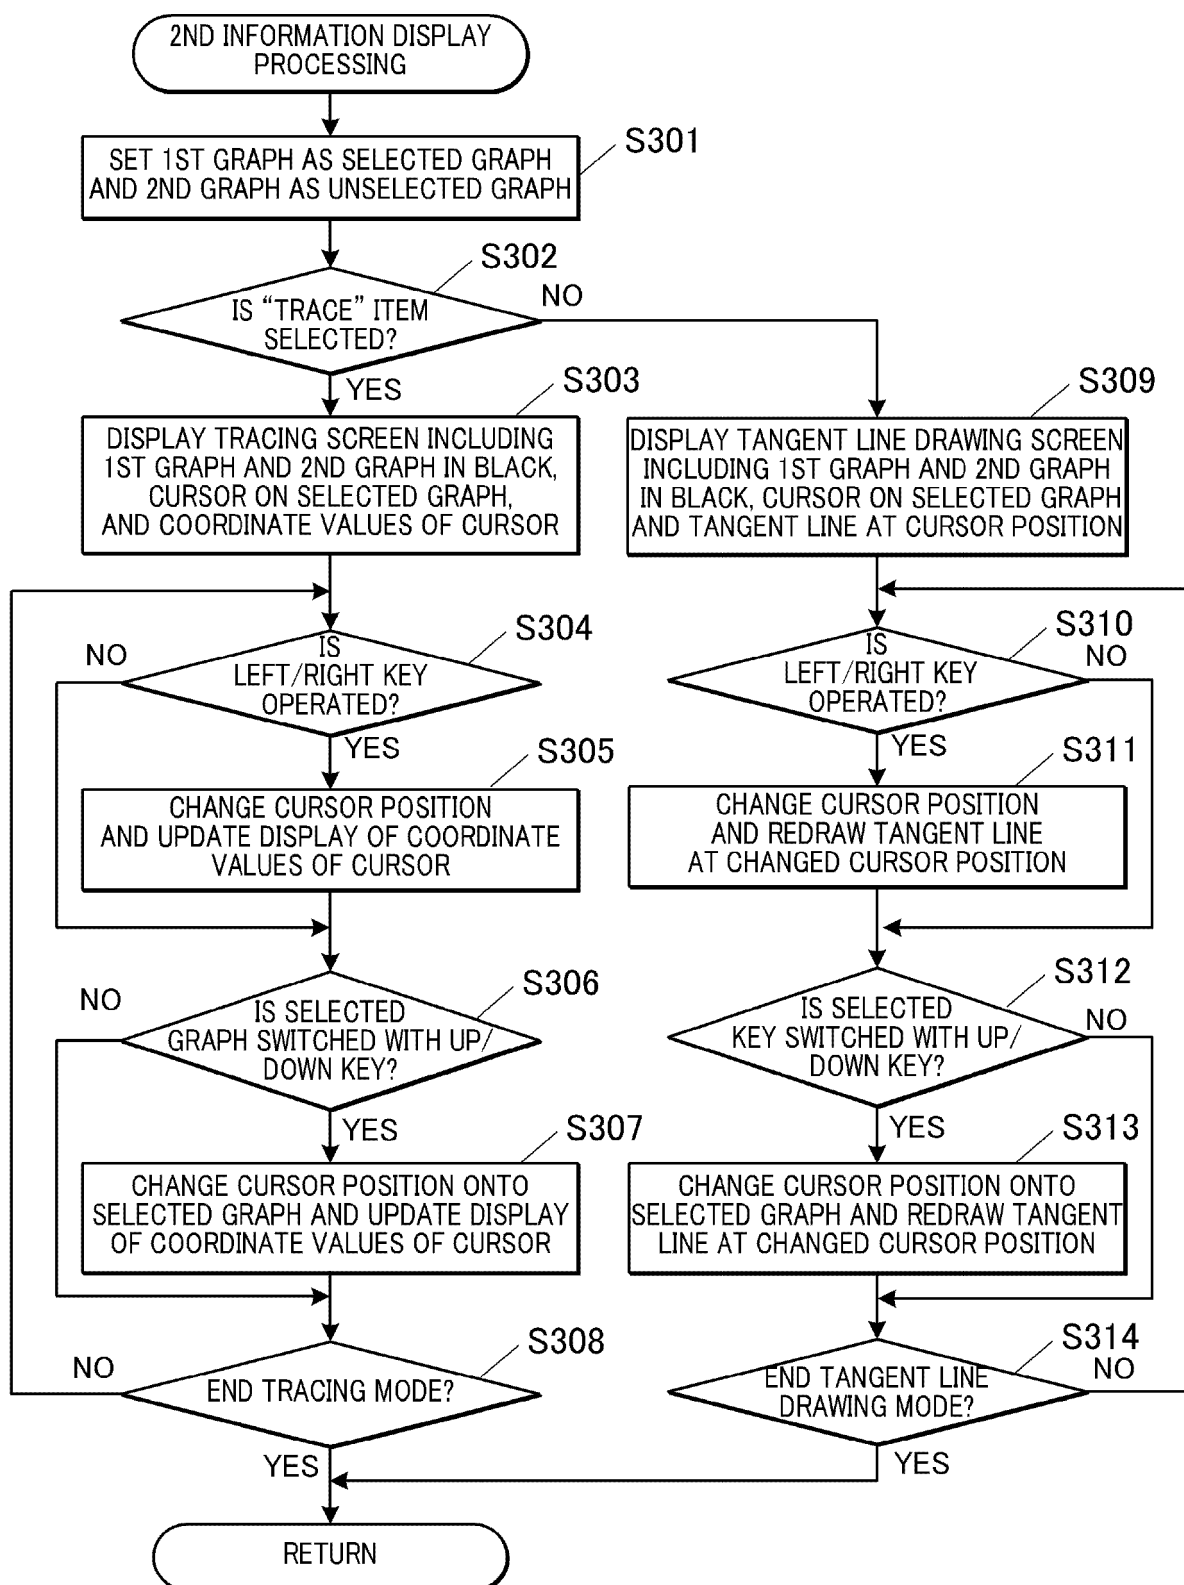 2ND INFORMATION DISPLAY
PROCESSING
S301
SET 1ST GRAPH AS SELECTED GRAPH
AND 2ND GRAPH AS UNSELECTED GRAPH
S302
IS “TRACE” ITEM
SELECTED?
NO
YES
S303
DISPLAY TRACING SCREEN INCLUDING
1ST GRAPH AND 2ND GRAPH IN BLACK,
CURSOR ON SELECTED GRAPH,
AND COORDINATE VALUES OF CURSOR
S304
IS
LEFT/RIGHT KEY
OPERATED?
NO
YES
S305
CHANGE CURSOR POSITION
AND UPDATE DISPLAY OF COORDINATE
VALUES OF CURSOR
S306
IS SELECTED
GRAPH SWITCHED WITH UP/
DOWN KEY?
NO
YES
S307
CHANGE CURSOR POSITION ONTO
SELECTED GRAPH AND UPDATE DISPLAY
OF COORDINATE VALUES OF CURSOR
S308
END TRACING MODE?
NO
YES
S309
DISPLAY TANGENT LINE DRAWING SCREEN
INCLUDING 1ST GRAPH AND 2ND GRAPH
IN BLACK, CURSOR ON SELECTED GRAPH
AND TANGENT LINE AT CURSOR POSITION
S310
IS
LEFT/RIGHT KEY
OPERATED?
NO
YES
S311
CHANGE CURSOR POSITION
AND REDRAW TANGENT LINE
AT CHANGED CURSOR POSITION
S312
IS SELECTED
KEY SWITCHED WITH UP/
DOWN KEY?
NO
YES
S313
CHANGE CURSOR POSITION ONTO
SELECTED GRAPH AND REDRAW TANGENT
LINE AT CHANGED CURSOR POSITION
S314
END TANGENT LINE
DRAWING MODE?
NO
YES
RETURN